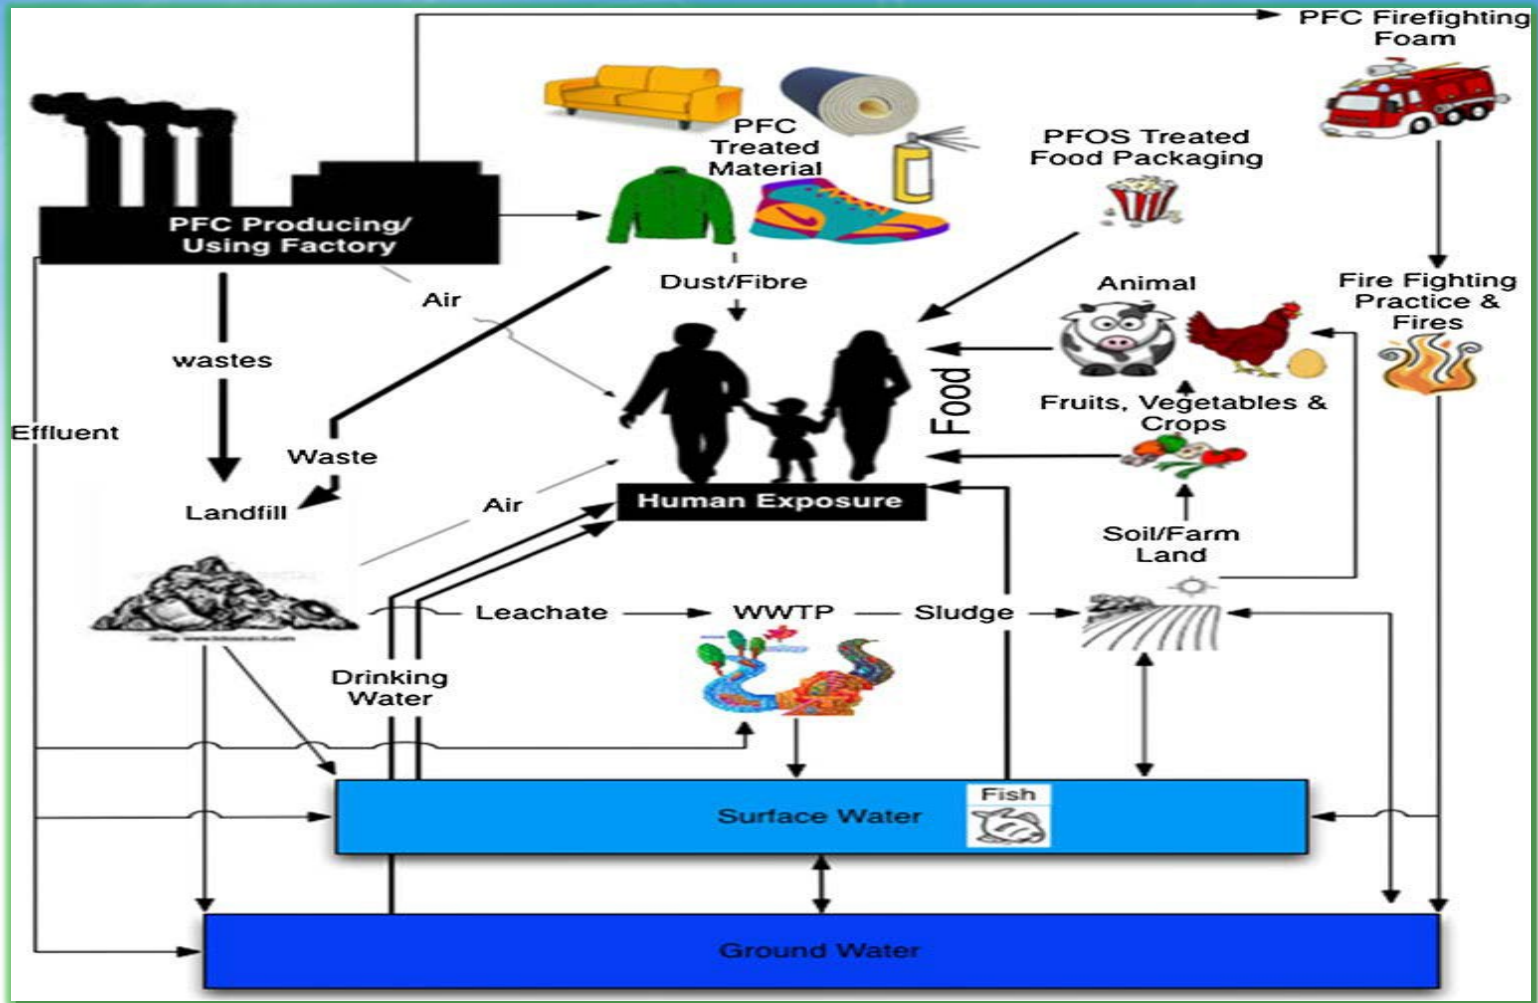 PFC Firefighting
Foam
PFC
Treated
Material
PFOS Treated
Food Packaging
PFC Producing/
Using Factory
Air
Dust/Fibre
Animal
Fire Fighting
Practice &
Fires
wastes
Food
Fruits, Vegetables &
Crops
Effluent
Waste
Landfill
Air
Human Exposure
Soil/Farm
Land
Leachate
WWTP
Sludge
Drinking
Water
Fish
Surface Water
Ground Water